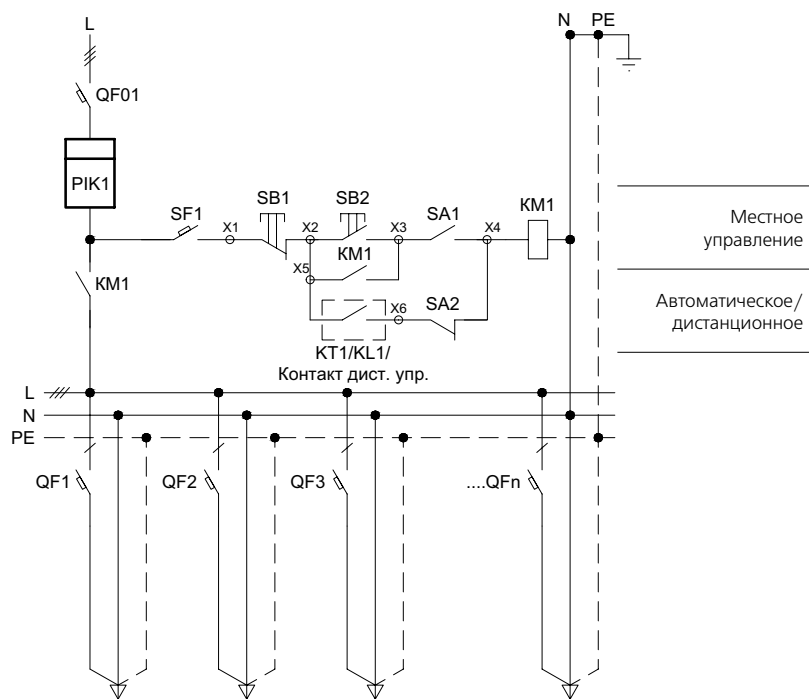 L
N PE
QF01
PIK1
SF1
X1
SB1
X2
SB2
X3
SA1
X4
KM1
KM1
X5
X6
SA2
KT1/KL1/
Контакт дист. упр.
KM1
Местное
управление
Автоматическое/
дистанционное
L
N
PE
QF1
QF2
QF3
....QFn